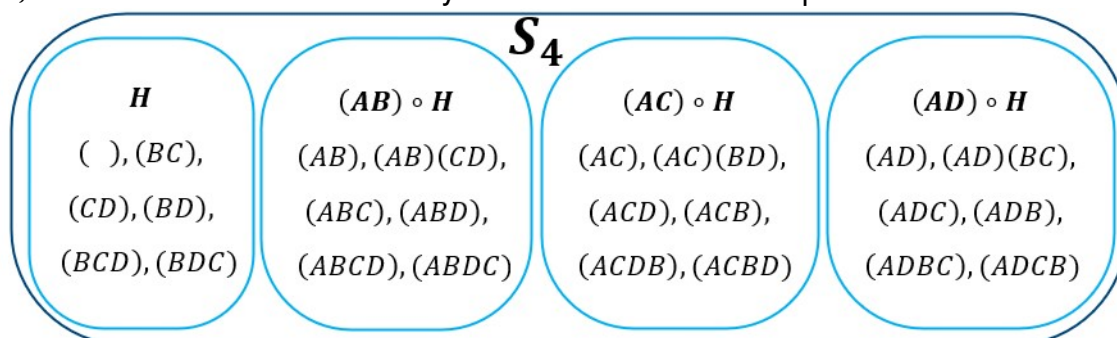 S₄
H
( ), (BC),
(CD), (BD),
(BCD), (BDC)
(AB) ∘ H
(AB), (AB)(CD),
(ABC), (ABD),
(ABCD), (ABDC)
(AC) ∘ H
(AC), (AC)(BD),
(ACD), (ACB),
(ACDB), (ACBD)
(AD) ∘ H
(AD), (AD)(BC),
(ADC), (ADB),
(ADBC), (ADCB)